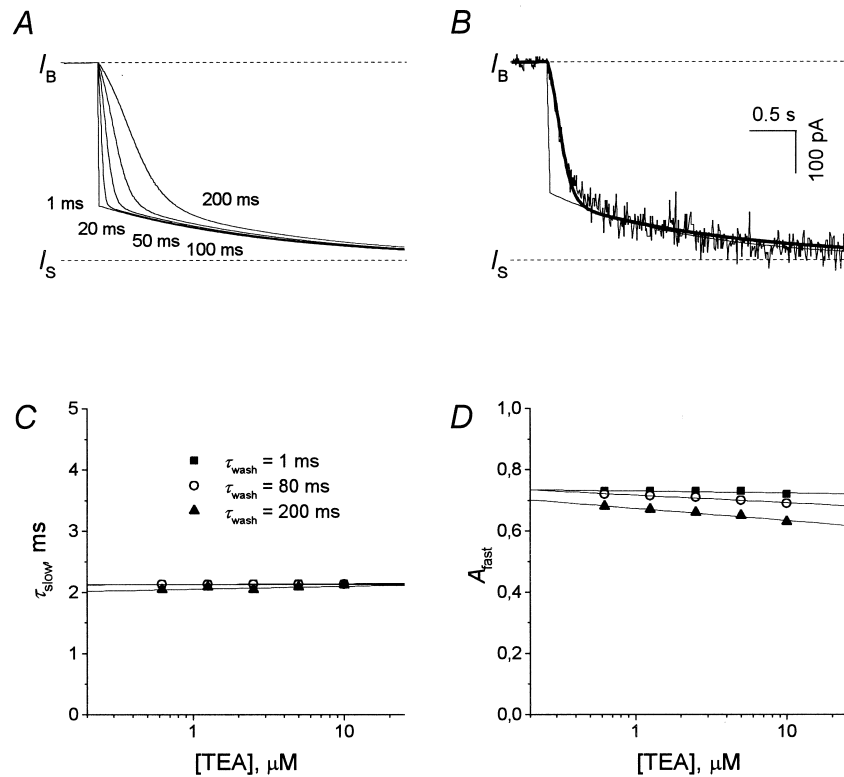 A
I_B
1 ms
20 ms
50 ms
100 ms
200 ms
I_S
B
I_B
0.5 s
100 pA
I_S
C
5
4
3
2
1
0
τ_slow, ms
τ_wash = 1 ms
τ_wash = 80 ms
τ_wash = 200 ms
1
10
[TEA], μM
D
1,0
0,8
0,6
0,4
0,2
0,0
A_fast
1
10
[TEA], μM